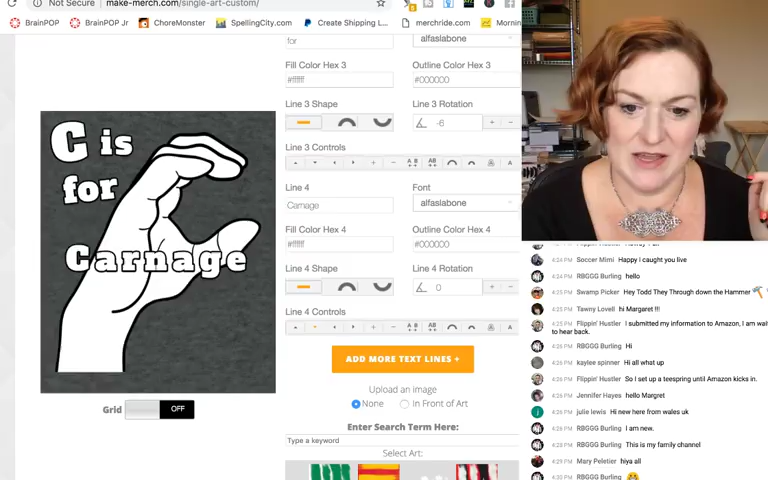 Not Secure | make-merch.com/single-art-custom/
BrainPOP
BrainPOP Jr
ChoreMonster
SpellingCity.com
Create Shipping L...
merchride.com
for
alfaslabone
Fill Color Hex 3
Outline Color Hex 3
#ffffff
#000000
Line 3 Shape
Line 3 Rotation
-6
Line 3 Controls
Line 4
Font
Carnage
alfaslabone
Fill Color Hex 4
Outline Color Hex 4
#ffffff
#000000
Line 4 Shape
Line 4 Rotation
0
Line 4 Controls
ADD MORE TEXT LINES +
Upload an image
None
In Front of Art
Enter Search Term Here:
Type a keyword
Select Art:
C is
for
Carnage
Grid
OFF
4:24 PM Soccer Mimi Happy i caught you live
4:24 PM RBGGG Burling hello
4:25 PM Swamp Picker Hey Todd They Through down the Hammer
4:25 PM Tawny Lovell hi Margaret !!!
4:25 PM Flippin' Hustler I submitted my information to Amazon, I am wai
to hear back.
4:25 PM RBGGG Burling Hi
4:25 PM kaylee spinner Hi all what up
4:25 PM Flippin' Hustler So I set up a teespring until Amazon kicks in.
4:26 PM Jennifer Hayes hello Margret
4:26 PM julie lewis Hi new here from wales uk
4:28 PM RBGGG Burling I am new.
4:28 PM RBGGG Burling This is my family channel
4:29 PM Mary Peletier hiya all
4:30 PM RBGGG Burling